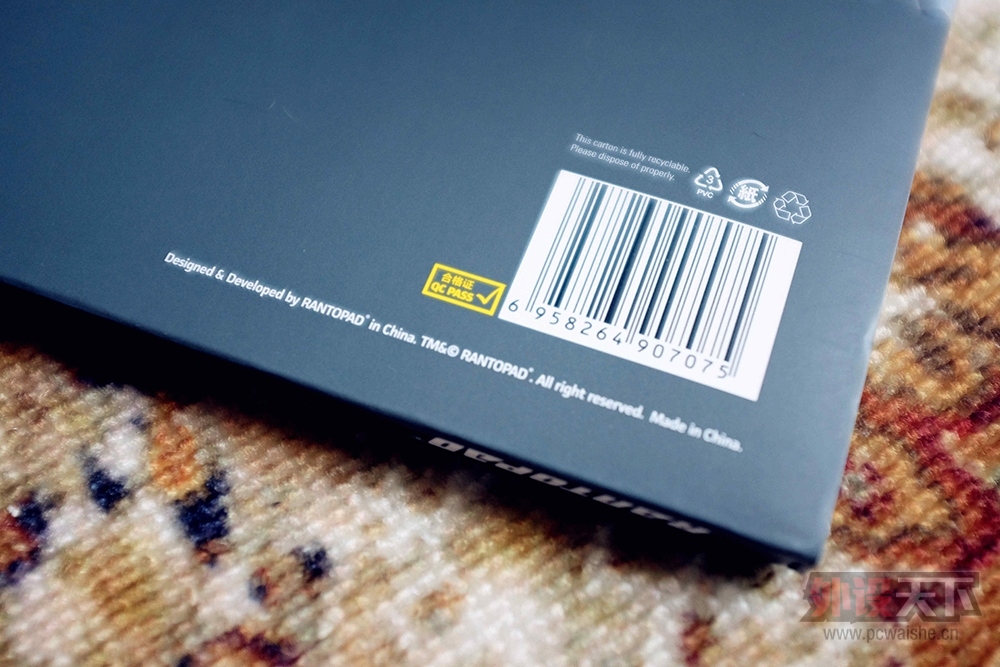 This carton is fully recyclable.
Please dispose of properly.
3
PVC
紙
合格证
QC PASS
6 958264 907075
Designed & Developed by RANTOPAD® in China. TM&© RANTOPAD®. All right reserved. Made in China.
RANTOPAD
外设天下
www.pcwaishe.cn